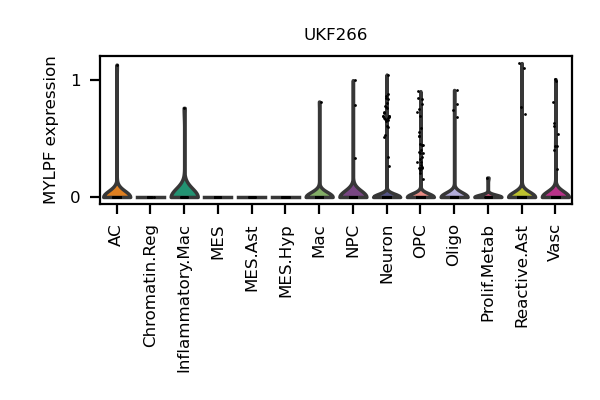 UKF266
MYLPF expression
1
0
AC
Chromatin.Reg
Inflammatory.Mac
MES
MES.Ast
MES.Hyp
Mac
NPC
Neuron
OPC
Oligo
Prolif.Metab
Reactive.Ast
Vasc